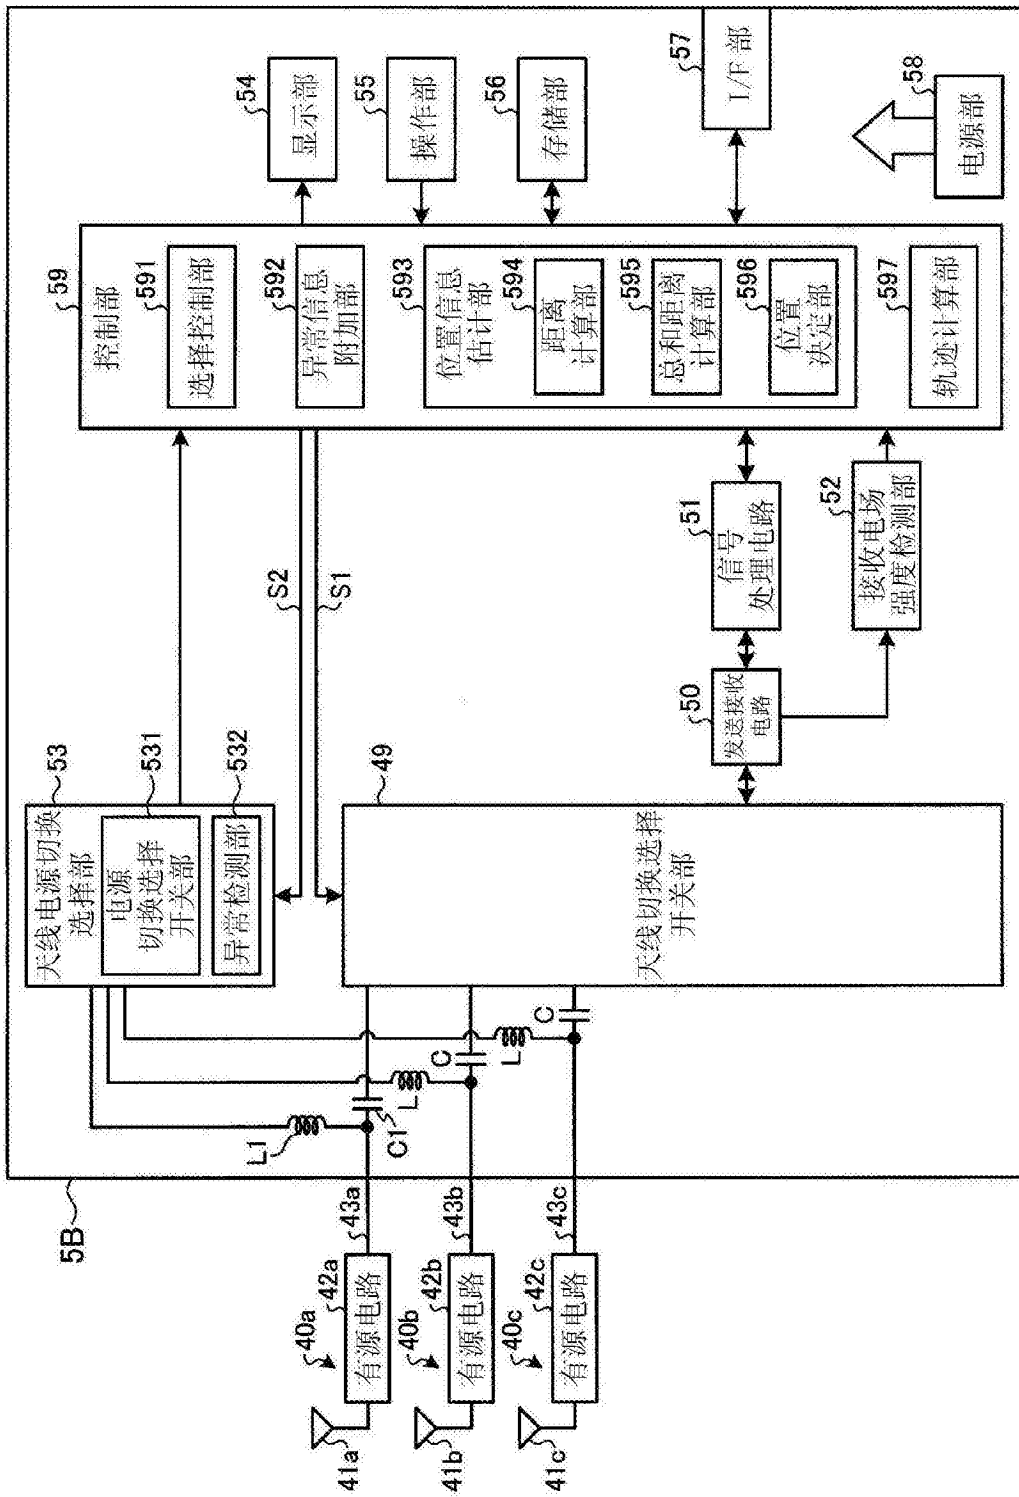 5B
41a
40a
42a
有源电路
43a
41b
40b
42b
有源电路
43b
41c
40c
42c
有源电路
43c
L1
C1
L
C
L
C
53
天线电源切换
选择部
531
电源
切换选择
开关部
532
异常检测部
49
天线切换选择
开关部
S2
S1
50
发送接收
电路
51
信号
处理电路
52
接收电场
强度检测部
59
控制部
591
选择控制部
592
异常信息
附加部
593
位置信息
估计部
594
距离
计算部
595
总和距离
计算部
596
位置
决定部
597
轨迹计算部
54
显示部
55
操作部
56
存储部
57
I/F部
58
电源部